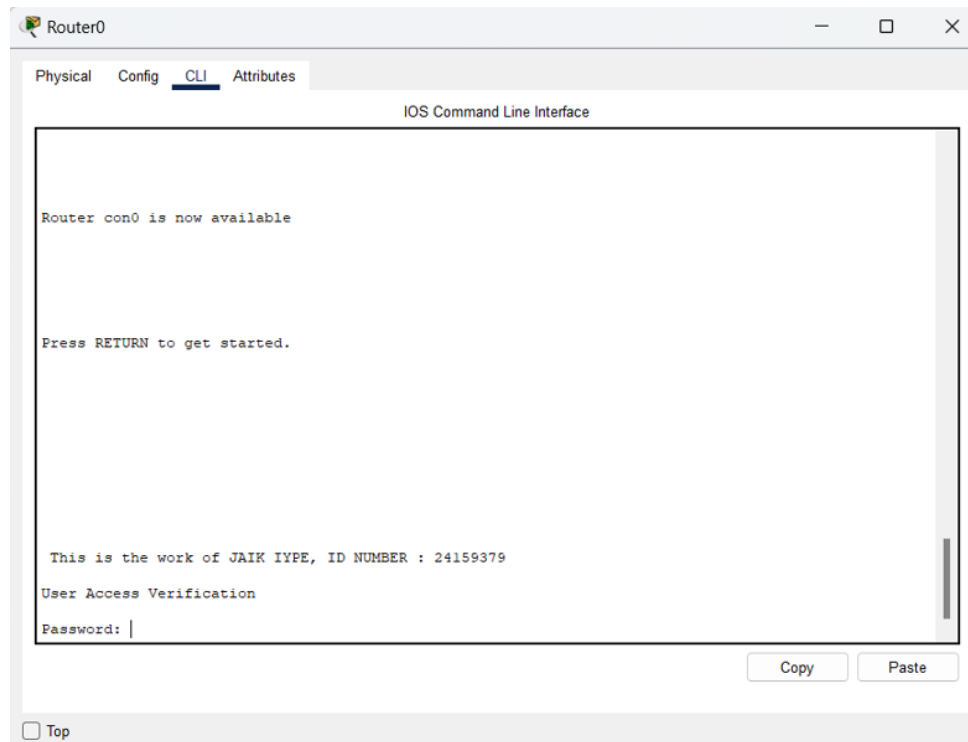 Router0
Physical Config CLI Attributes
IOS Command Line Interface
Router con0 is now available
Press RETURN to get started.
This is the work of JAIK IYPE, ID NUMBER : 24159379
User Access Verification
Password:
Copy Paste
Top